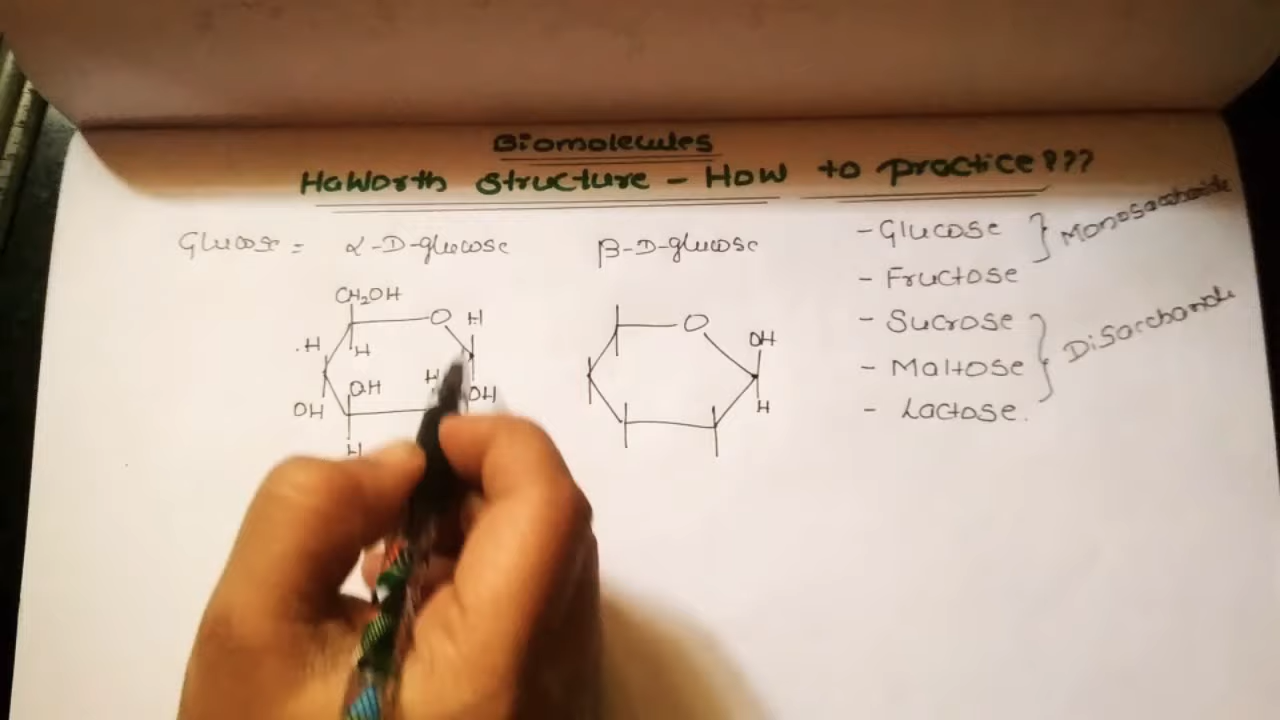 Biomolecules
Haworth structure - How to practice???
Glucose = α-D-glucose β-D-glucose
- Glucose } Monosaccharide
- Fructose
- Sucrose } Disaccharide
- Maltose
- Lactose.
CH₂OH
O H
H H
OH H OH
OH
H
O
OH
H